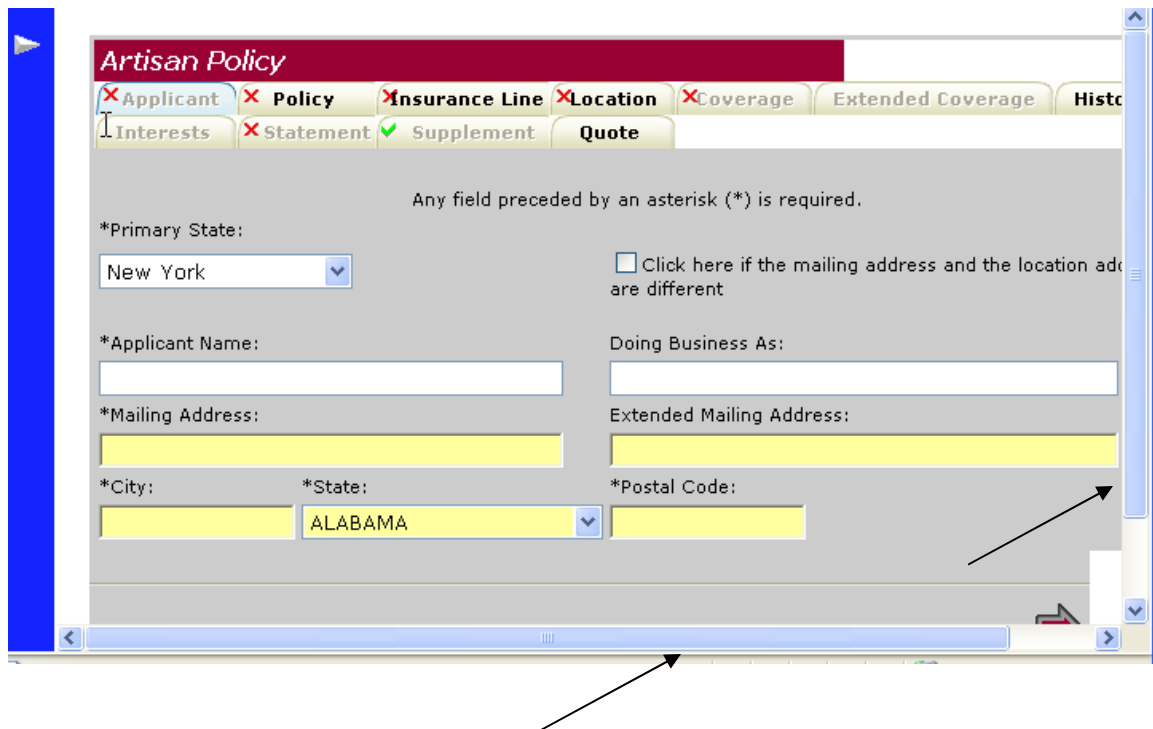 Artisan Policy
Applicant Policy Insurance Line Location Coverage Extended Coverage Histo
Interests Statement Supplement Quote
Any field preceded by an asterisk (*) is required.
*Primary State:
New York
Click here if the mailing address and the location add
are different
*Applicant Name: Doing Business As:
*Mailing Address: Extended Mailing Address:
*City: *State: *Postal Code:
ALABAMA